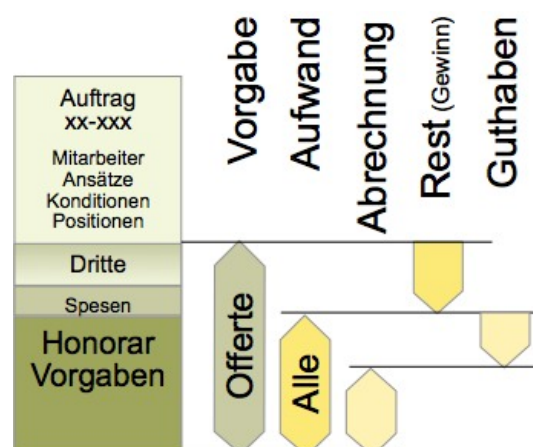 Auftrag
xx-xxx
Mitarbeiter
Ansätze
Konditionen
Positionen
Dritte
Spesen
Honorar
Vorgaben
Vorgabe
Aufwand
Abrechnung
Rest (Gewinn)
Guthaben
Offerte
Alle